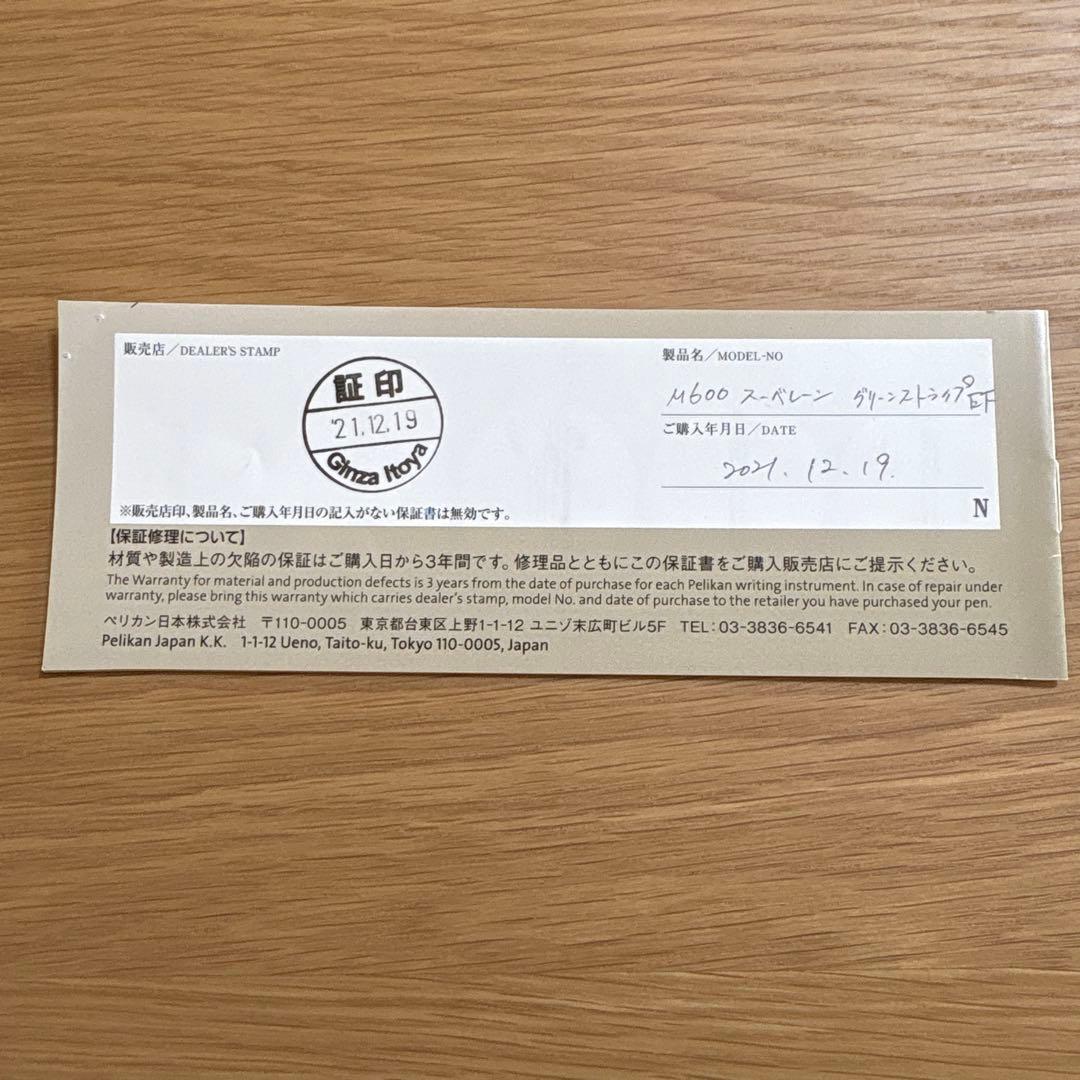 販売店／DEALER'S STAMP
証印
'21.12.19
Ginza Itoya
製品名／MODEL-NO
M600 スーベレーン グリーンストライプ EF
ご購入年月日／DATE
2021. 12. 19.
N
※販売店印、製品名、ご購入年月日の記入がない保証書は無効です。
【保証修理について】
材質や製造上の欠陥の保証はご購入日から3年間です。修理品とともにこの保証書をご購入販売店にご提示ください。
The Warranty for material and production defects is 3 years from the date of purchase for each Pelikan writing instrument. In case of repair under
warranty, please bring this warranty which carries dealer's stamp, model No. and date of purchase to the retailer you have purchased your pen.
ペリカン日本株式会社 〒110-0005 東京都台東区上野1-1-12 ユニゾ末広町ビル5F TEL:03-3836-6541 FAX:03-3836-6545
Pelikan Japan K.K. 1-1-12 Ueno, Taito-ku, Tokyo 110-0005, Japan